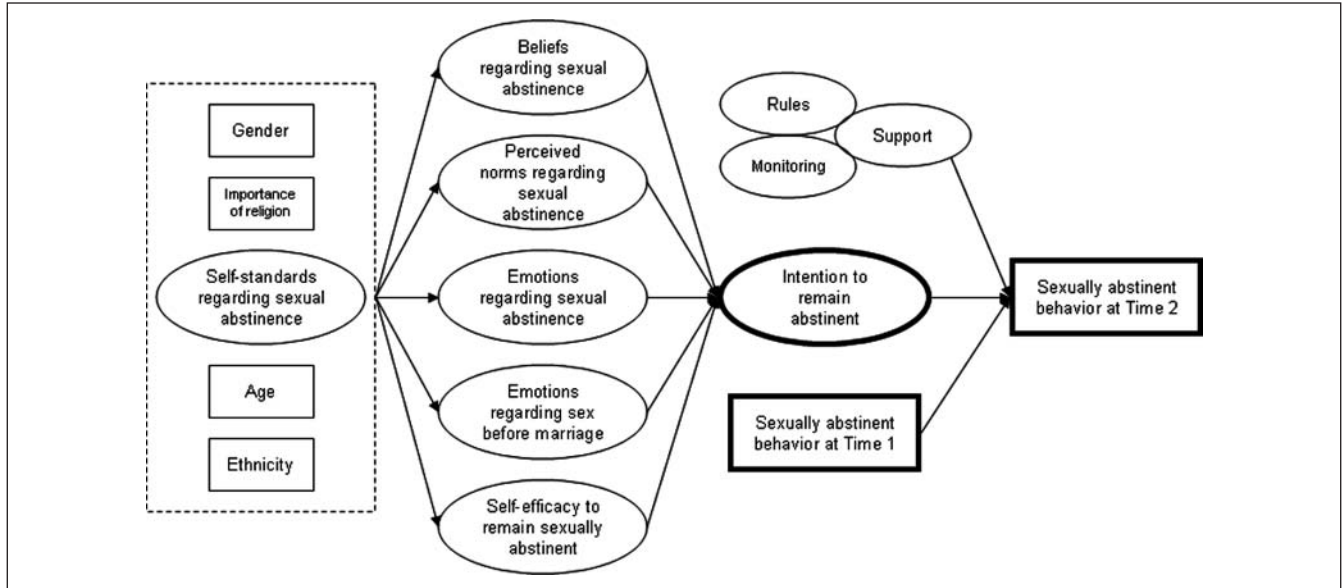 Gender
Importance
of religion
Self-standards
regarding sexual
abstinence
Age
Ethnicity
Beliefs
regarding sexual
abstinence
Perceived
norms regarding
sexual
abstinence
Emotions
regarding sexual
abstinence
Emotions
regarding sex
before marriage
Self-efficacy to
remain sexually
abstinent
Rules
Support
Monitoring
Intention to
remain
abstinent
Sexually abstinent
behavior at Time 1
Sexually abstinent
behavior at Time 2